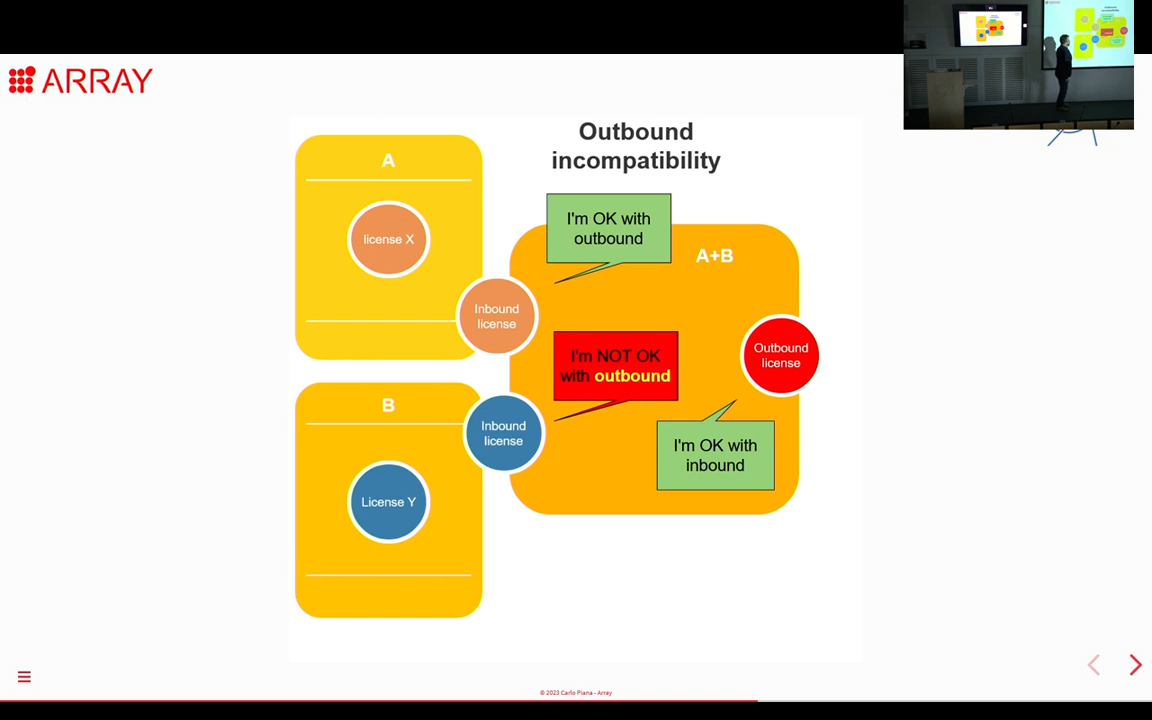 ARRAY
Outbound
incompatibility
A
license X
I'm OK with
outbound
A+B
Inbound
license
I'm NOT OK
with outbound
Outbound
license
B
Inbound
license
I'm OK with
inbound
License Y
© 2023 Carlo Piana - Array